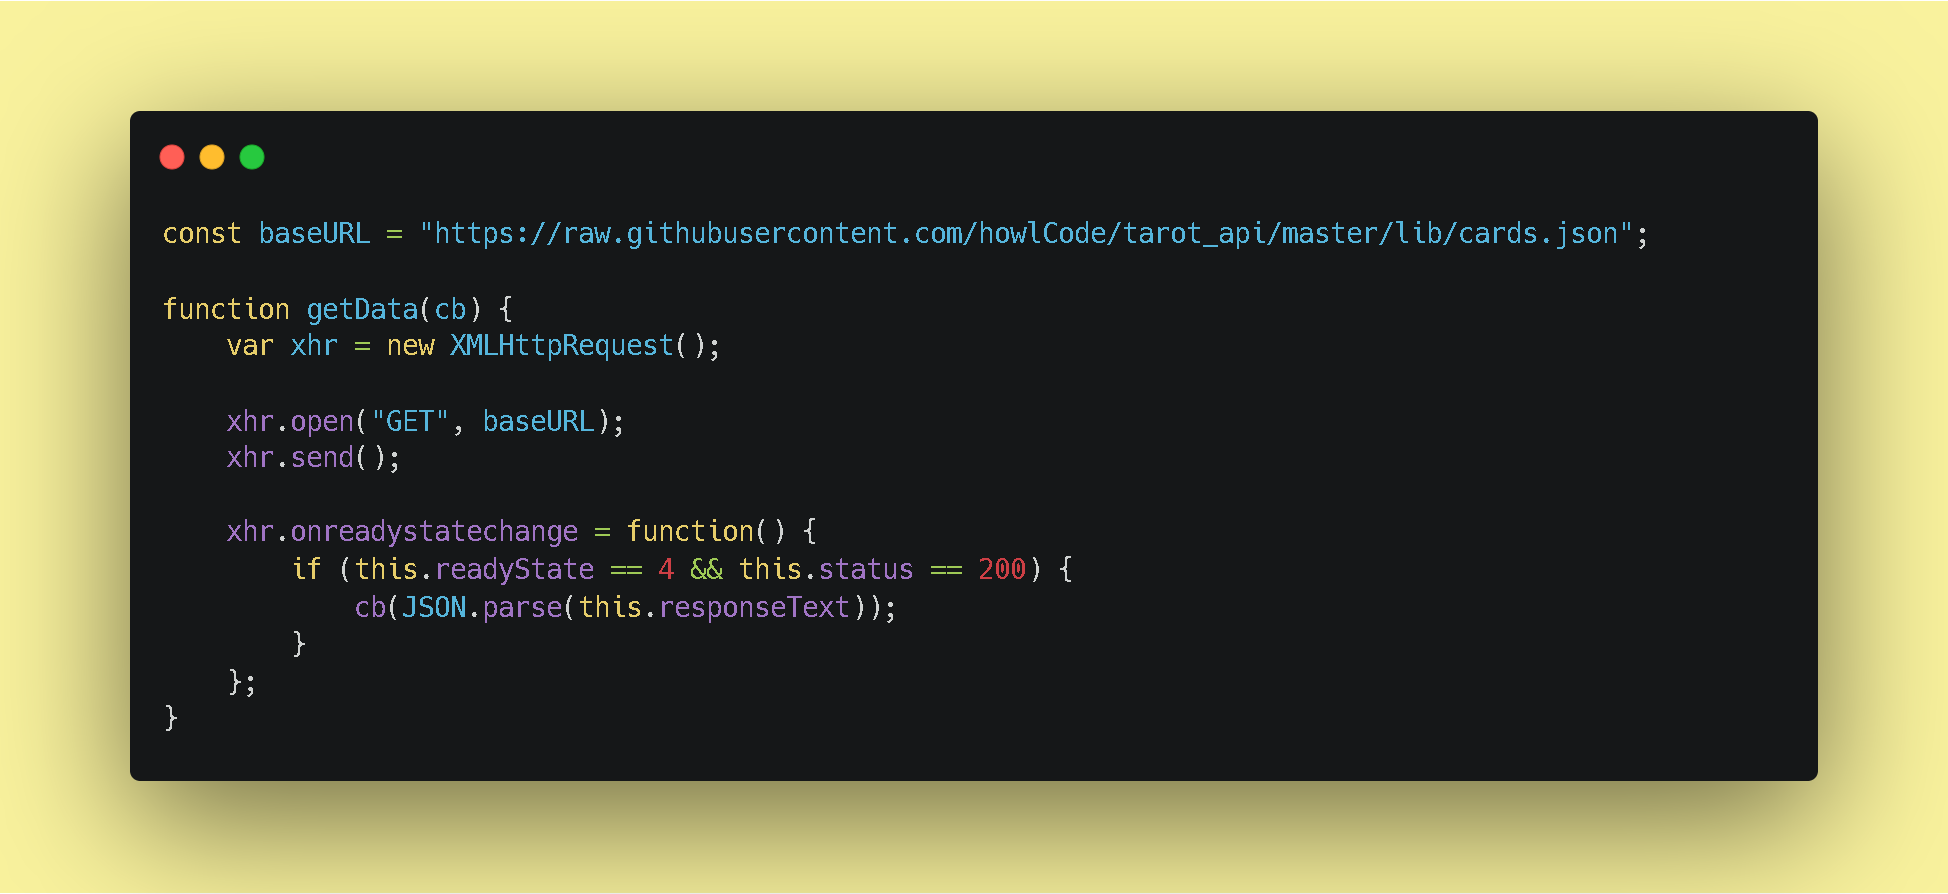 const baseURL = "https://raw.githubusercontent.com/howlCode/tarot_api/master/lib/cards.json";

function getData(cb) {
    var xhr = new XMLHttpRequest();

    xhr.open("GET", baseURL);
    xhr.send();

    xhr.onreadystatechange = function() {
        if (this.readyState == 4 && this.status == 200) {
            cb(JSON.parse(this.responseText));
        }
    };
}